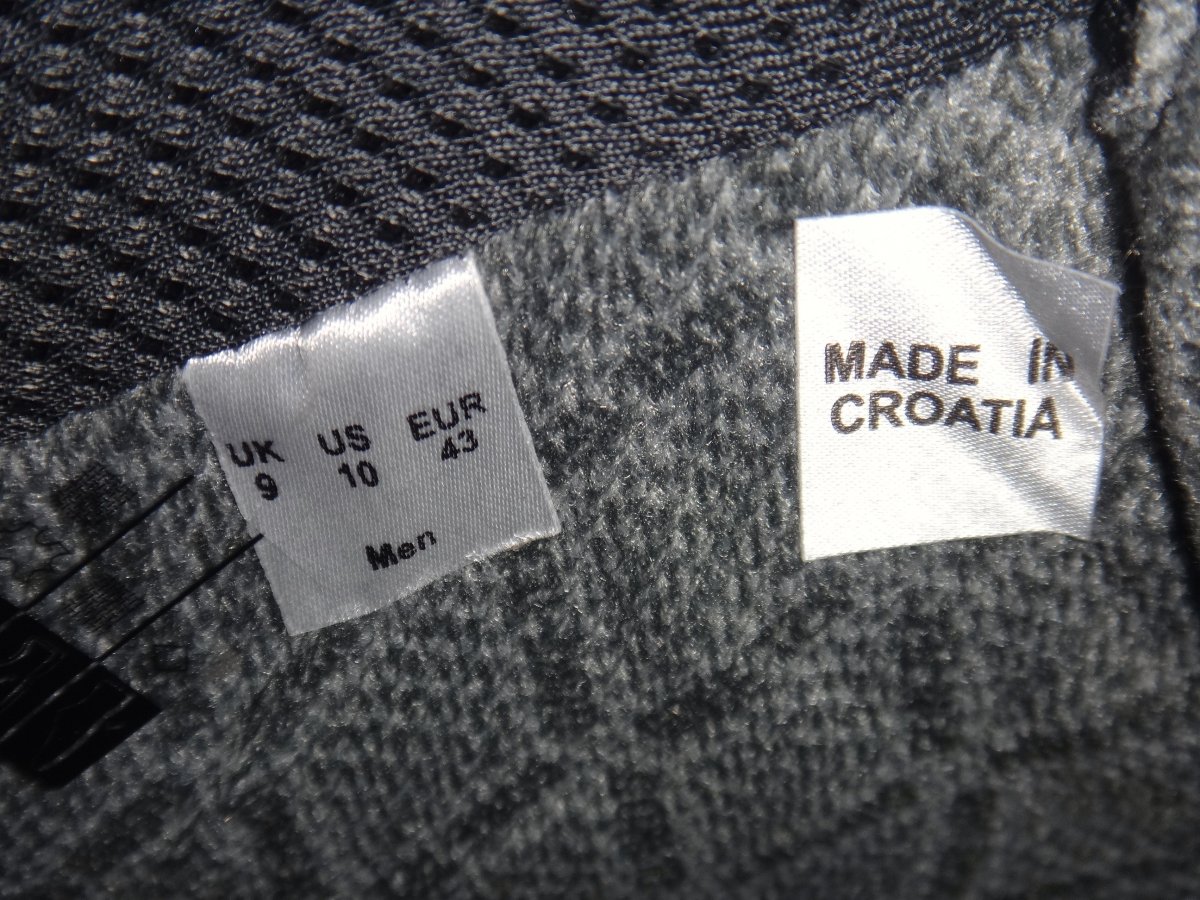 UK US EUR
9 10 43
Men
MADE IN
CROATIA